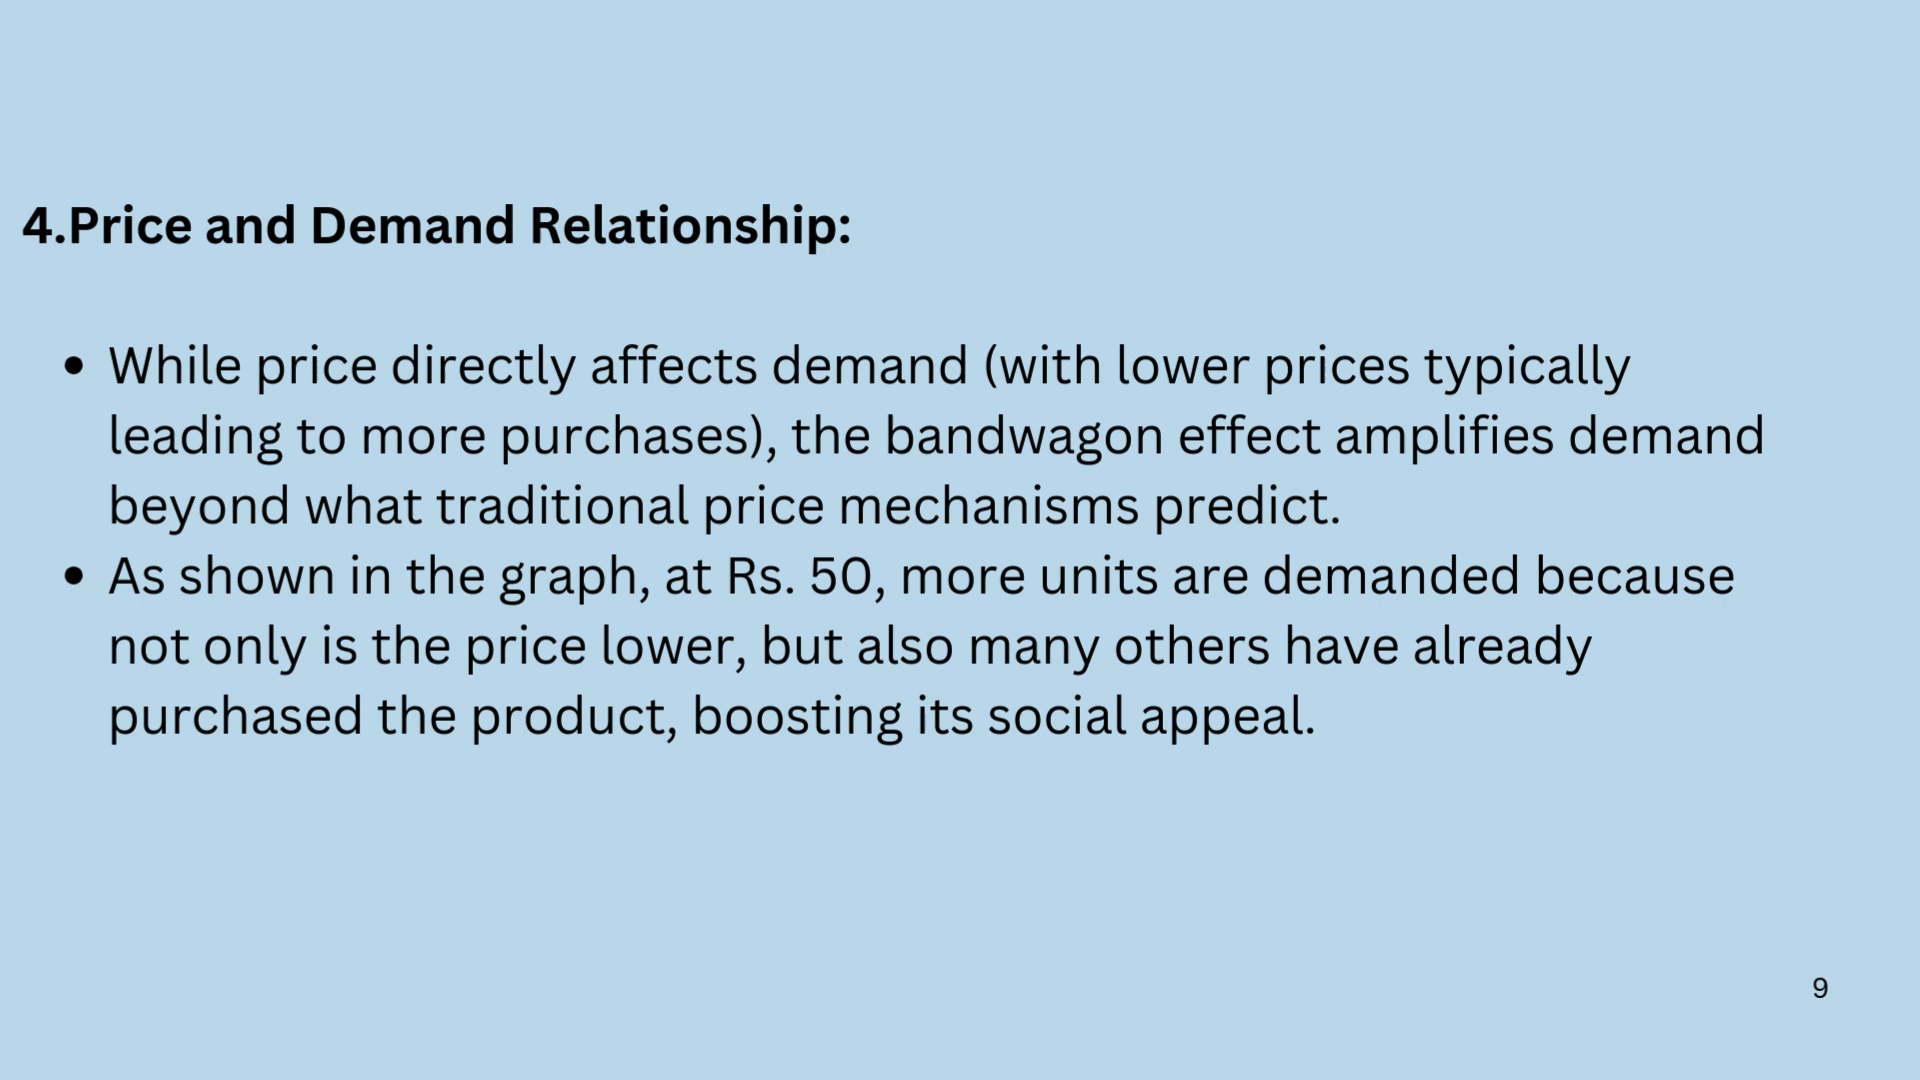 4.Price and Demand Relationship:
• While price directly affects demand (with lower prices typically
leading to more purchases), the bandwagon effect amplifies demand
beyond what traditional price mechanisms predict.
• As shown in the graph, at Rs. 50, more units are demanded because
not only is the price lower, but also many others have already
purchased the product, boosting its social appeal.
9